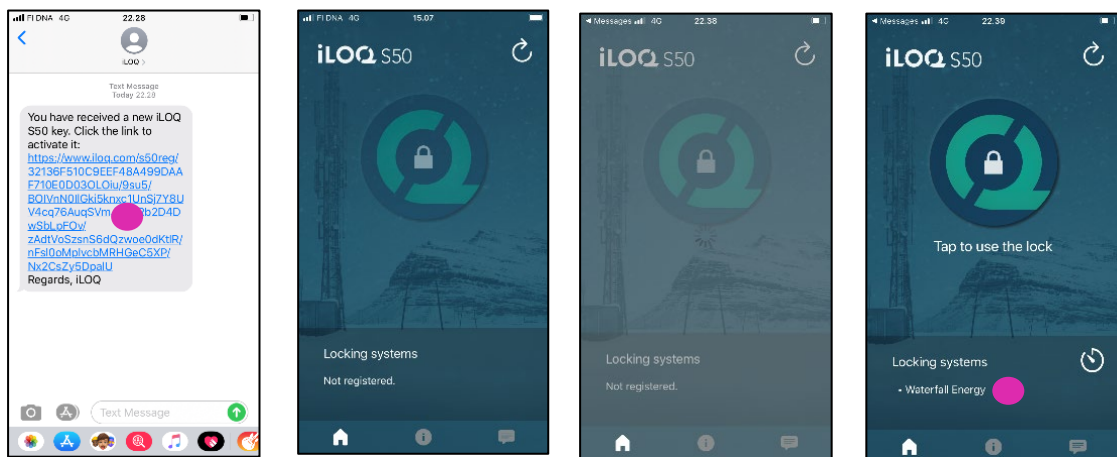 FI DNA 4G 22.28
iLOQ >
Text Message
Today 22.28
You have received a new iLOQ
S50 key. Click the link to
activate it:
https://www.iloq.com/s50reg/
32136F510C9EEF48A499DAA
F710E0D03OLOiu/9su5/
BOIVnN0IlGki5knxc1UnSj7Y8U
V4cq76AuqSVm
b2D4D
wSbLpFOv/
zAdtVoSzsnS6dQzwoe0dKtlR/
nFsI0oMplvcbMRHGeC5XP/
Nx2CsZy5DpalU
Regards, iLOQ
Text Message
FI DNA 4G 15.07
iLOQ S50
Locking systems
Not registered.
Messages 4G 22.38
iLOQ S50
Locking systems
Not registered.
Messages 4G 22.39
iLOQ S50
Tap to use the lock
Locking systems
• Waterfall Energy